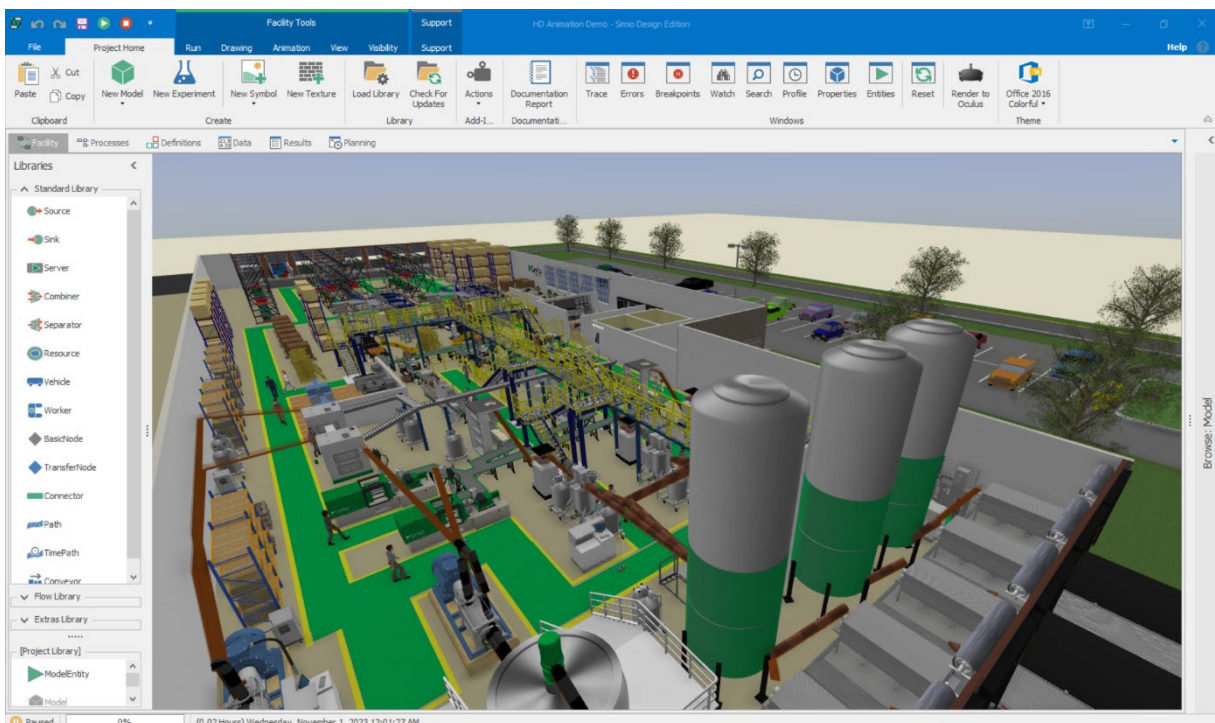 Facility Tools Support HD Animation Demo - Simio Design Edition
File Project Home Run Drawing Animation View Visibility Support Help
Paste Cut Copy New Model New Experiment New Symbol New Texture Load Library Check For Updates Actions Documentation Report Trace Errors Breakpoints Watch Search Profile Properties Entities Reset Render to Oculus Office 2016 Colorful
Clipboard Create Library Add-I... Documentati... Windows Theme
Facility Processes Definitions Data Results Planning
Libraries
Standard Library
Source
Sink
Server
Combiner
Separator
Resource
Vehicle
Worker
BasicNode
TransferNode
Connector
Path
TimePath
Conveyor
Flow Library
Extras Library
[Project Library]
ModelEntity
Model
Browse: Model
Paused 0% (0.02 Hours) Wednesday, November 1, 2023 12:01:27 AM